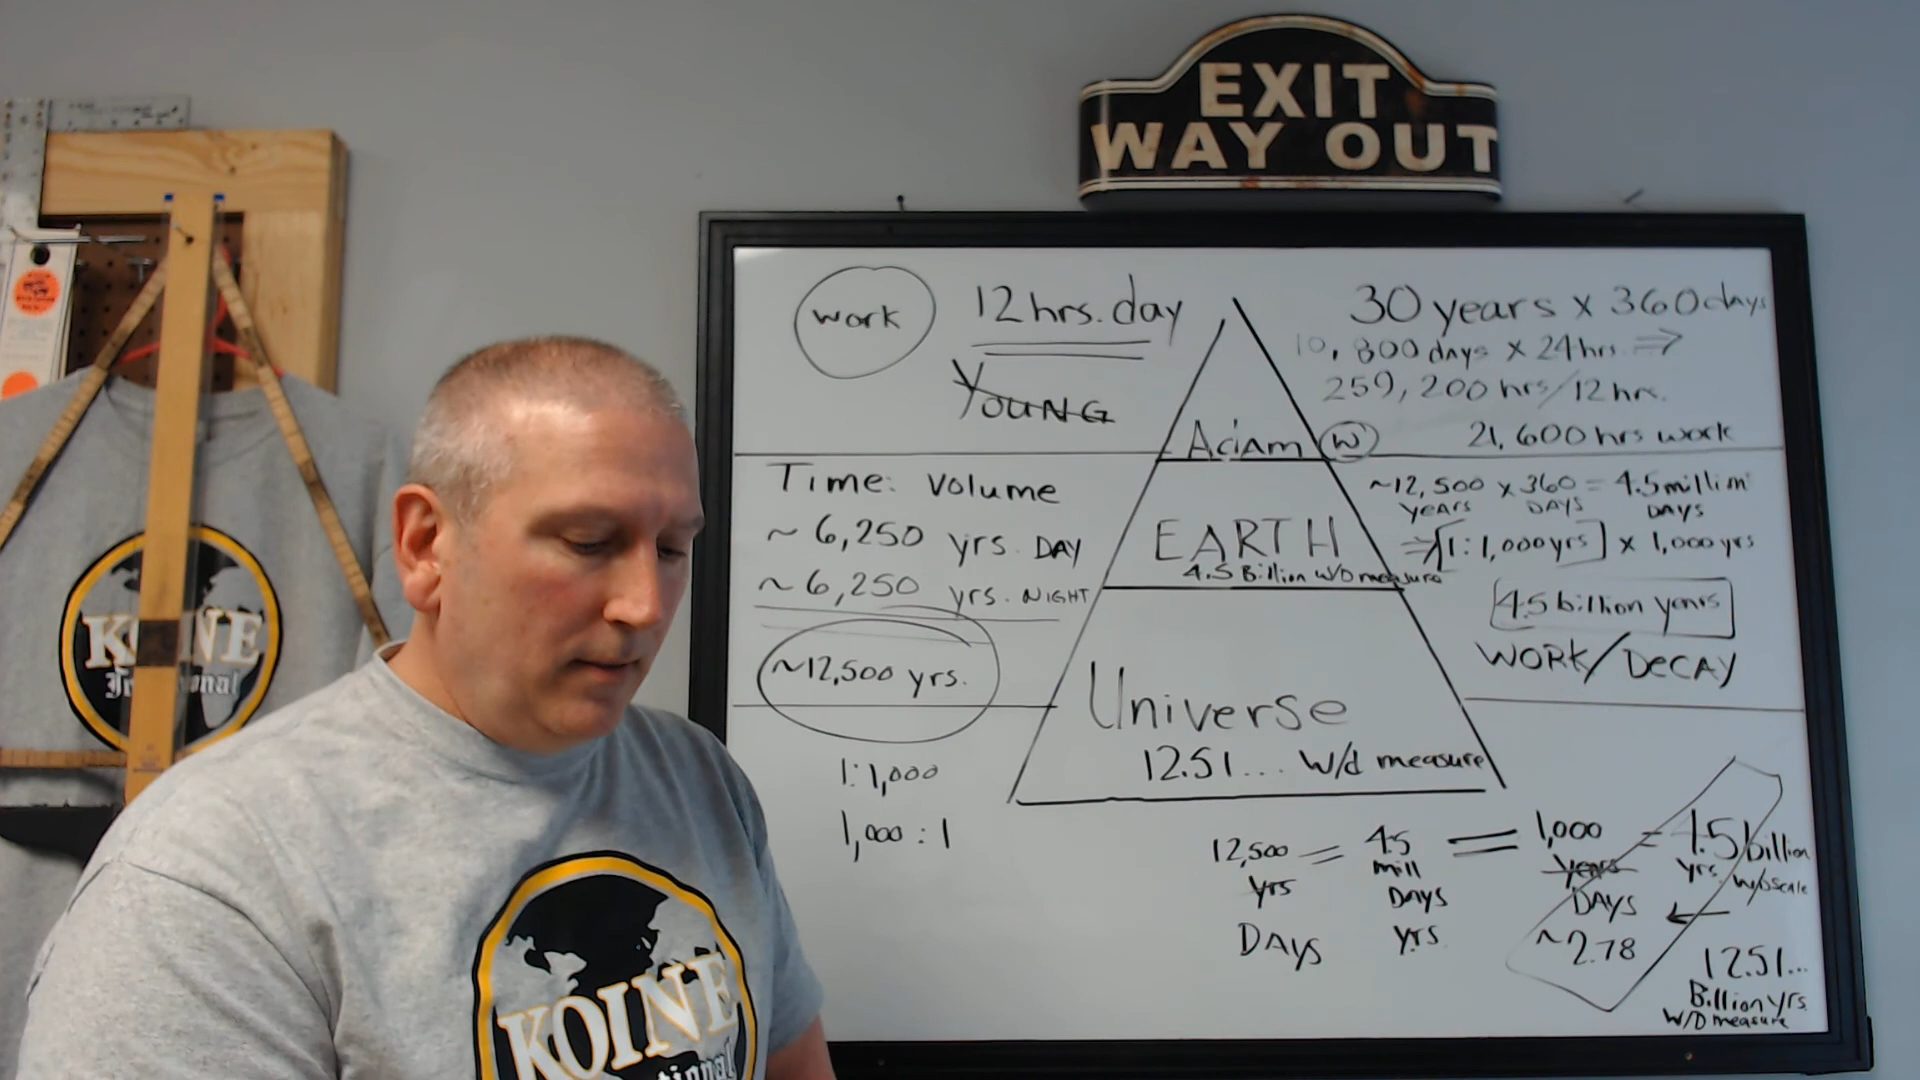 EXIT
WAY OUT
work
12 hrs. day
YOUNG
30 years x 360 days
10,800 days x 24 hrs. ⇒
259,200 hrs/12 hr.
21,600 hrs work
Adam
W
Time: Volume
~ 6,250 yrs. DAY
~ 6,250 yrs. NIGHT
~12,500 yrs.
1:1,000
1,000:1
EARTH
4.5 Billion W/D measure
~12,500 x 360 = 4.5 million
years DAYS DAYS
⇒ [1:1,000 yrs] x 1,000 yrs
4.5 billion years
WORK/DECAY
Universe
12.51... W/d measure
12,500 = 4.5 = 1,000 = 4.5 billion
yrs mill years yrs. W/D scale
Days DAYS ←
DAYS yrs ~2.78
12.51...
Billion yrs.
W/D measure
KOINE
KOINE